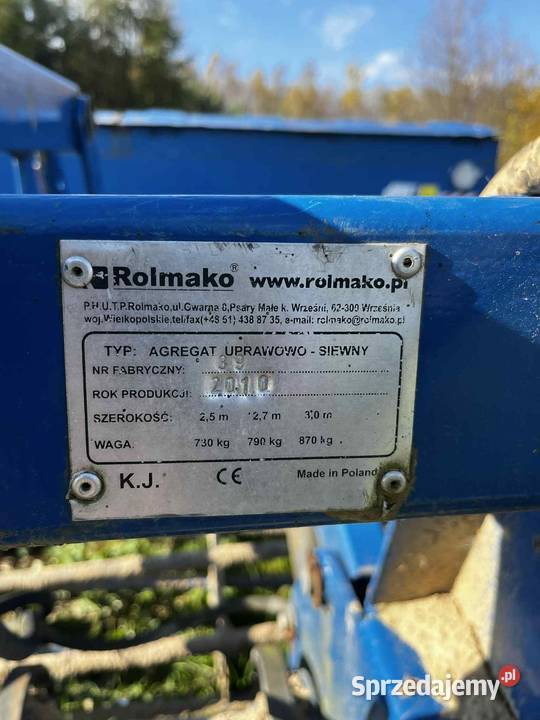 Rolmako® www.rolmako.pl
P.H.U.T.P.Rolmako,ul.Gwarna 8,Psary Małe k. Wrześni, 62-300 Września
woj.Wielkopolskie,tel/fax(+48 61) 438 87 35, e-mail: rolmako@rolmako.pl
TYP: AGREGAT UPRAWOWO - SIEWNY
NR FABRYCZNY: 39
ROK PRODUKCJI: 2010
SZEROKOŚĆ: 2,5 m 2,7 m 3,0 m
WAGA: 730 kg 790 kg 870 kg
K.J. CE Made in Poland
Sprzedajemy.pl